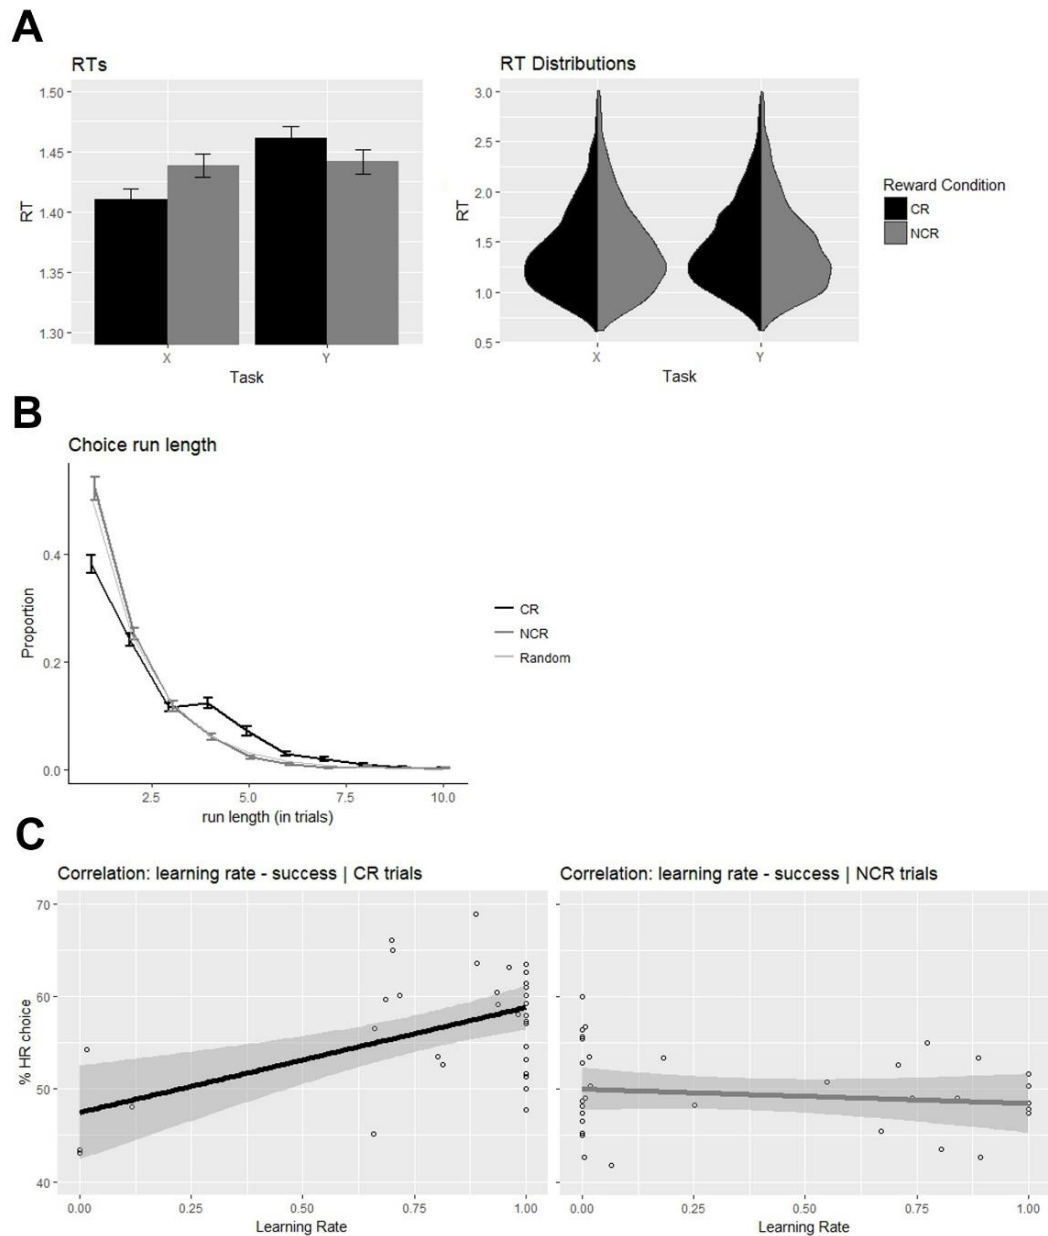 A
RTs
1.50
1.45
1.40
1.35
1.30
RT
X
Y
Task
RT Distributions
3.0
2.5
2.0
1.5
1.0
0.5
RT
X
Y
Task
Reward Condition
CR
NCR
B
Choice run length
0.4
0.2
0.0
Proportion
2.5
5.0
7.5
10.0
run length (in trials)
CR
NCR
Random
C
Correlation: learning rate - success | CR trials
70
60
50
40
% HR choice
0.00
0.25
0.50
0.75
1.00
Learning Rate
Correlation: learning rate - success | NCR trials
0.00
0.25
0.50
0.75
1.00
Learning Rate